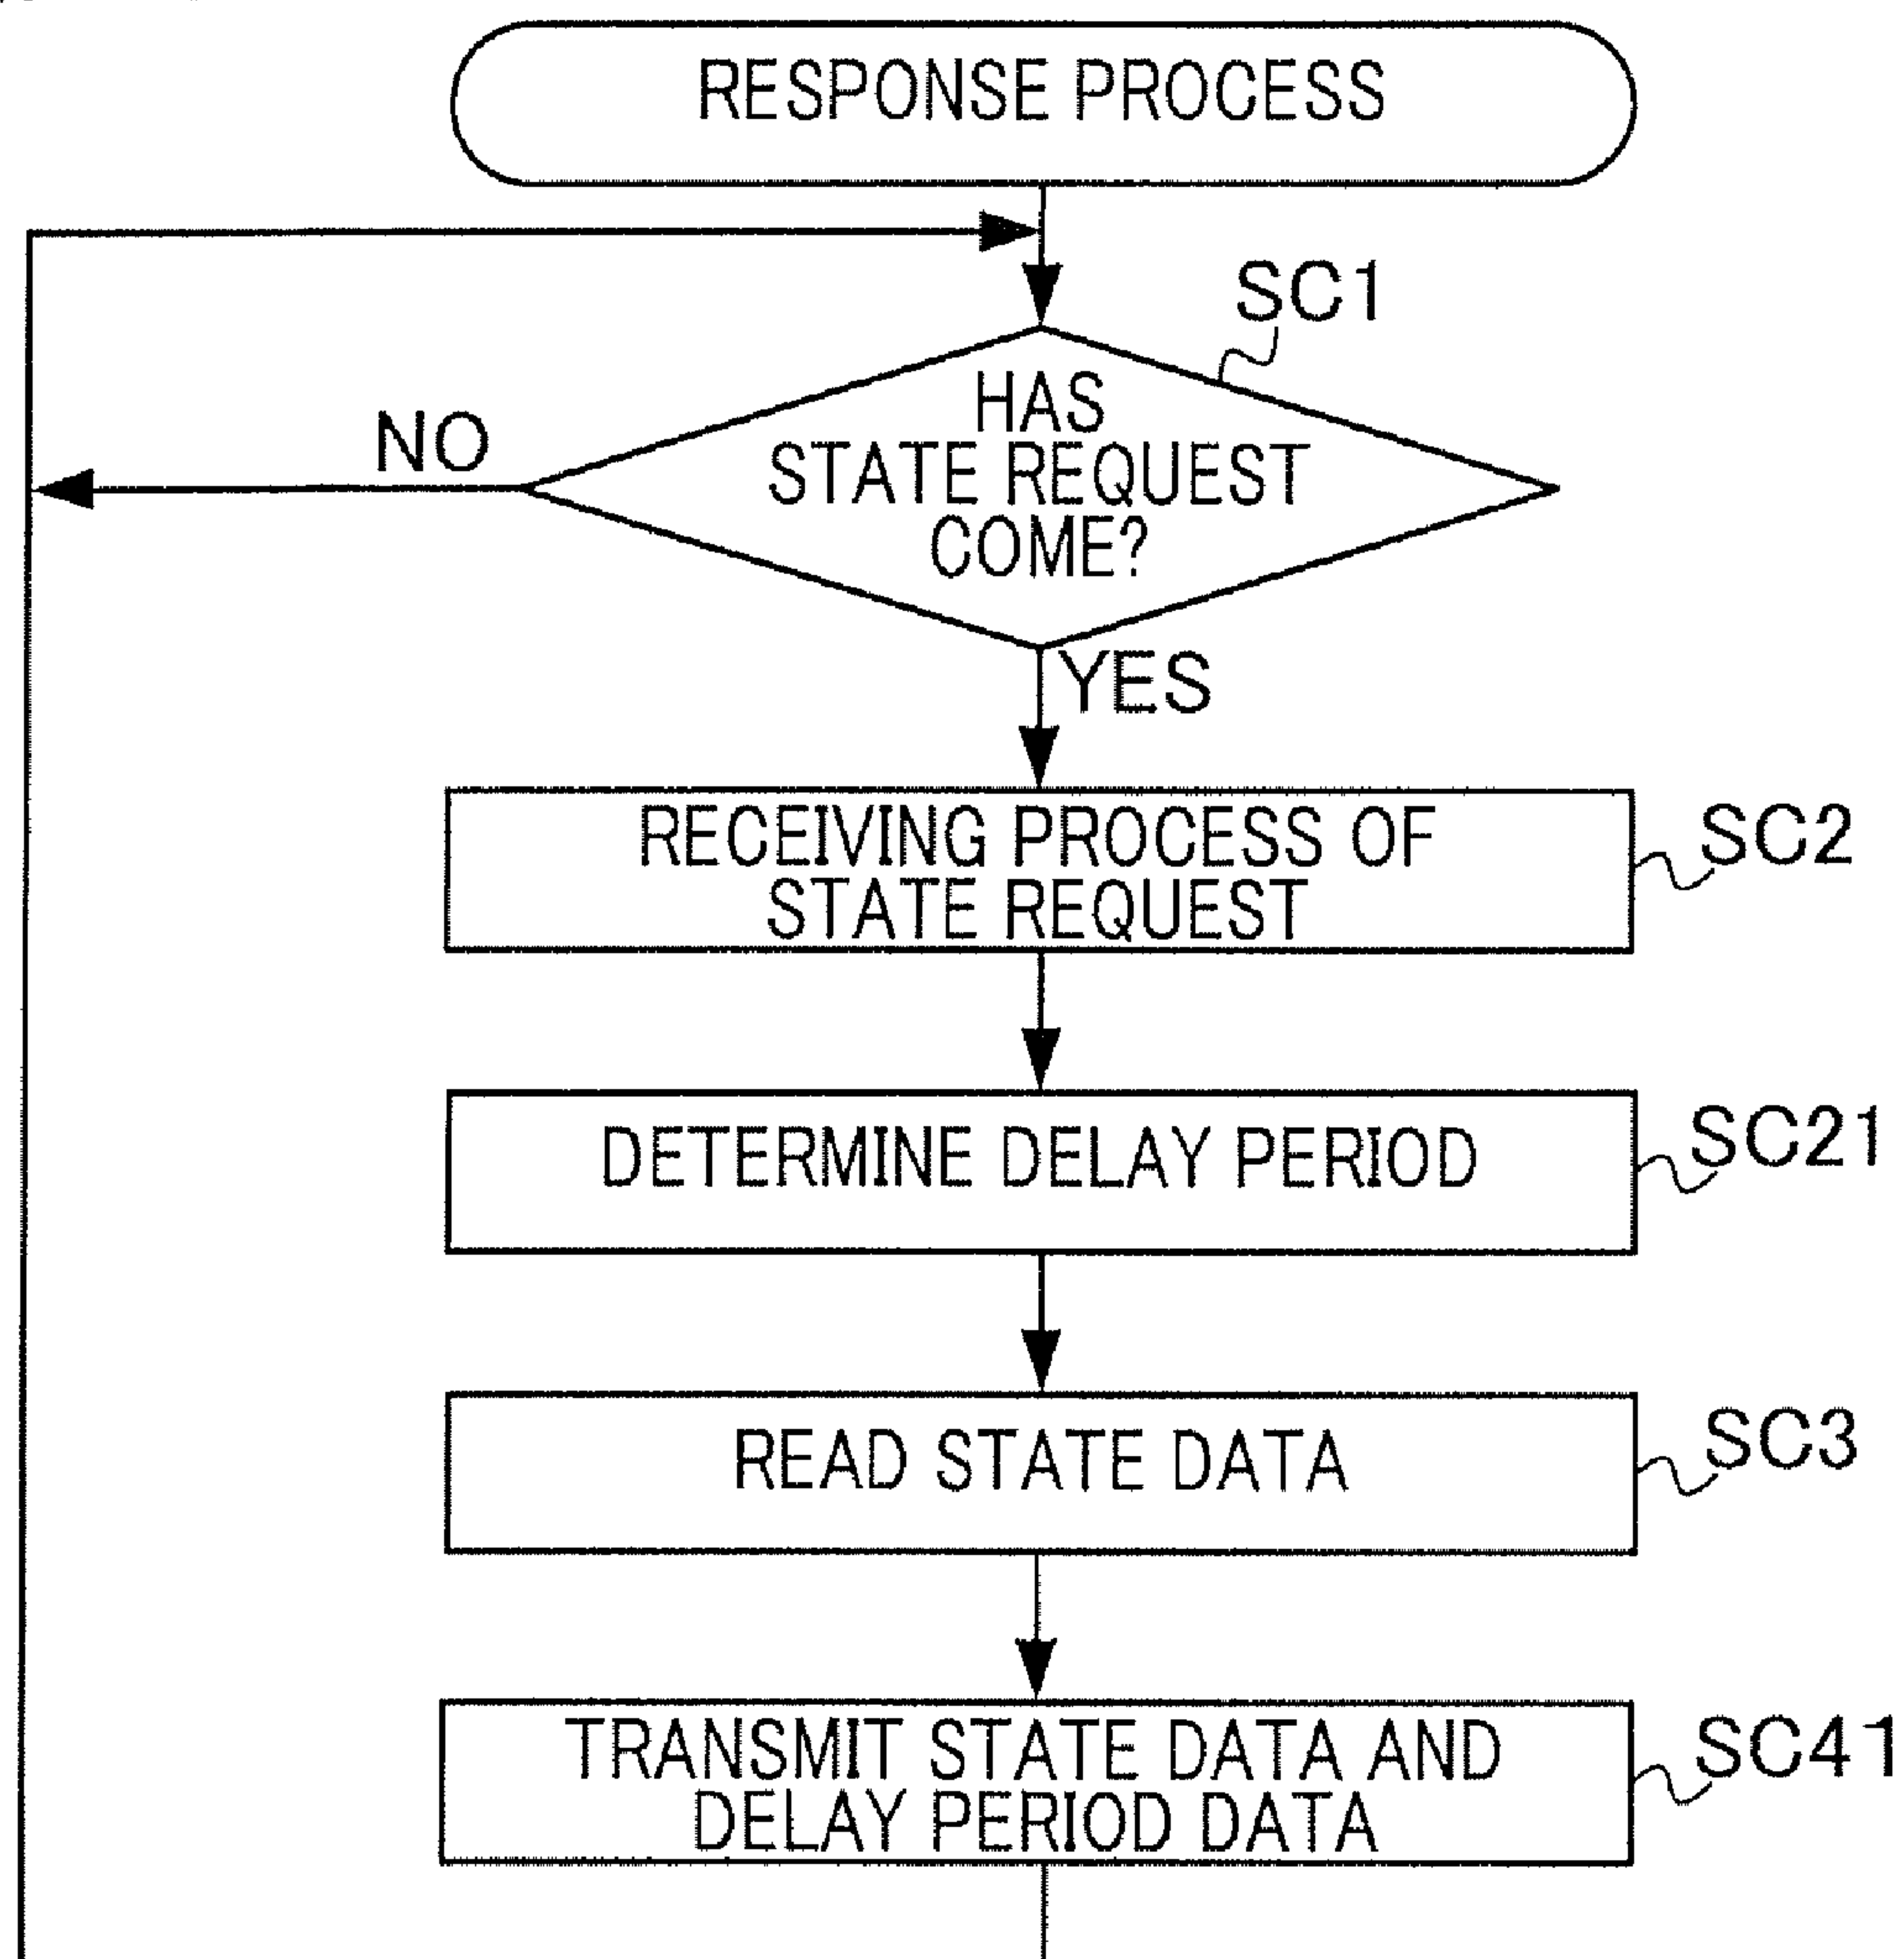 RESPONSE PROCESS
SC1
HAS
STATE REQUEST
COME?
NO
YES
RECEIVING PROCESS OF
STATE REQUEST
SC2
DETERMINE DELAY PERIOD
SC21
READ STATE DATA
SC3
TRANSMIT STATE DATA AND
DELAY PERIOD DATA
SC41